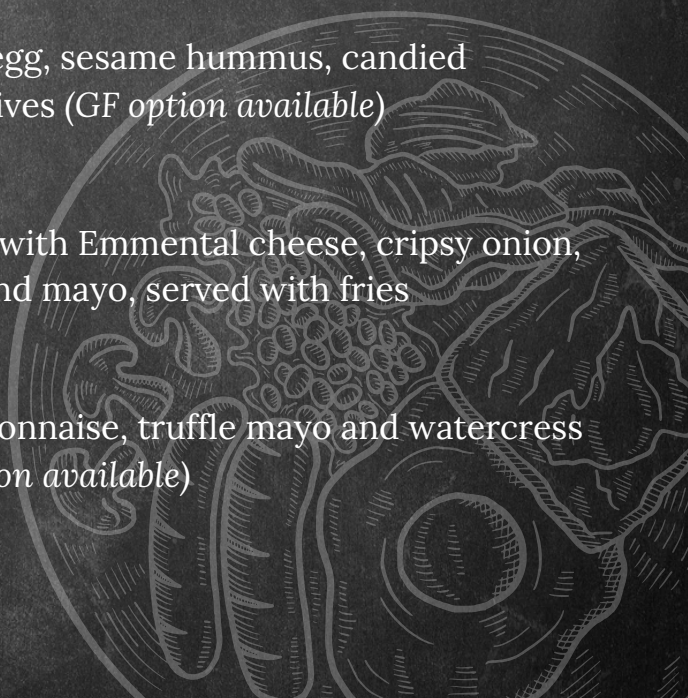 egg, sesame hummus, candied
ives (GF option available)
with Emmental cheese, cripsy onion,
nd mayo, served with fries
onnaise, truffle mayo and watercress
on available)